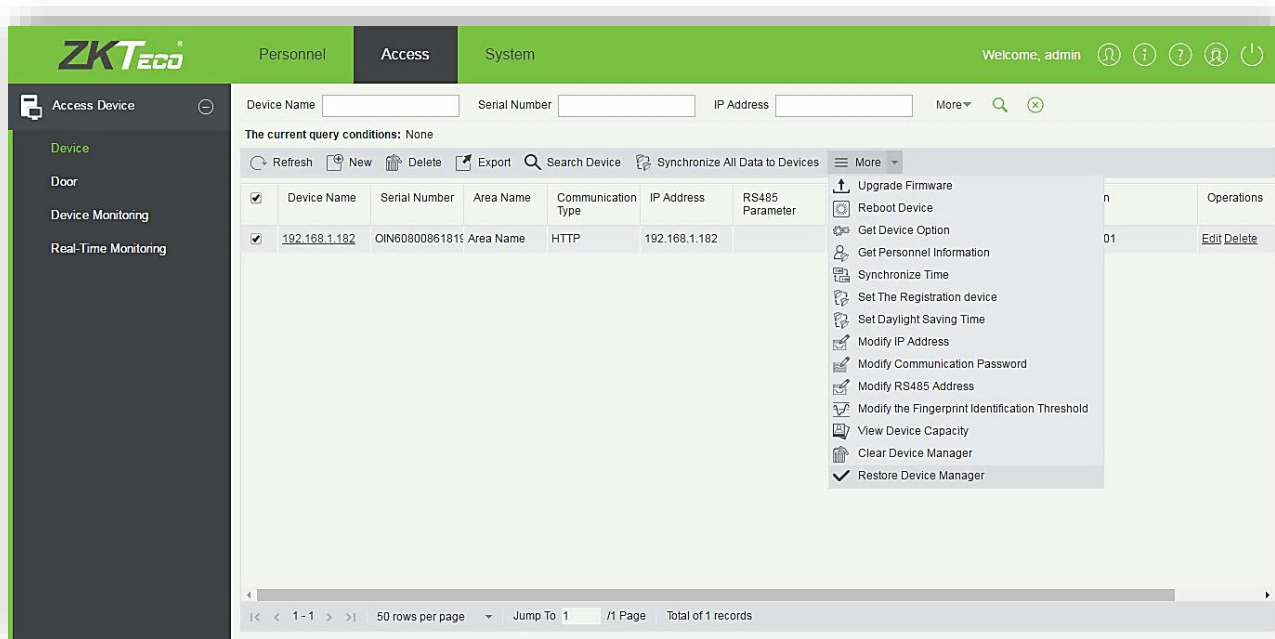 ZKTeco Personnel Access System Welcome, admin
Access Device
Device
Door
Device Monitoring
Real-Time Monitoring
Device Name Serial Number IP Address More
The current query conditions: None
Refresh New Delete Export Search Device Synchronize All Data to Devices More
Device Name Serial Number Area Name Communication Type IP Address RS485 Parameter n Operations
192.168.1.182 OIN60800861819 Area Name HTTP 192.168.1.182 01 Edit Delete
Upgrade Firmware
Reboot Device
Get Device Option
Get Personnel Information
Synchronize Time
Set The Registration device
Set Daylight Saving Time
Modify IP Address
Modify Communication Password
Modify RS485 Address
Modify the Fingerprint Identification Threshold
View Device Capacity
Clear Device Manager
Restore Device Manager
1-1 50 rows per page Jump To 1 /1 Page Total of 1 records